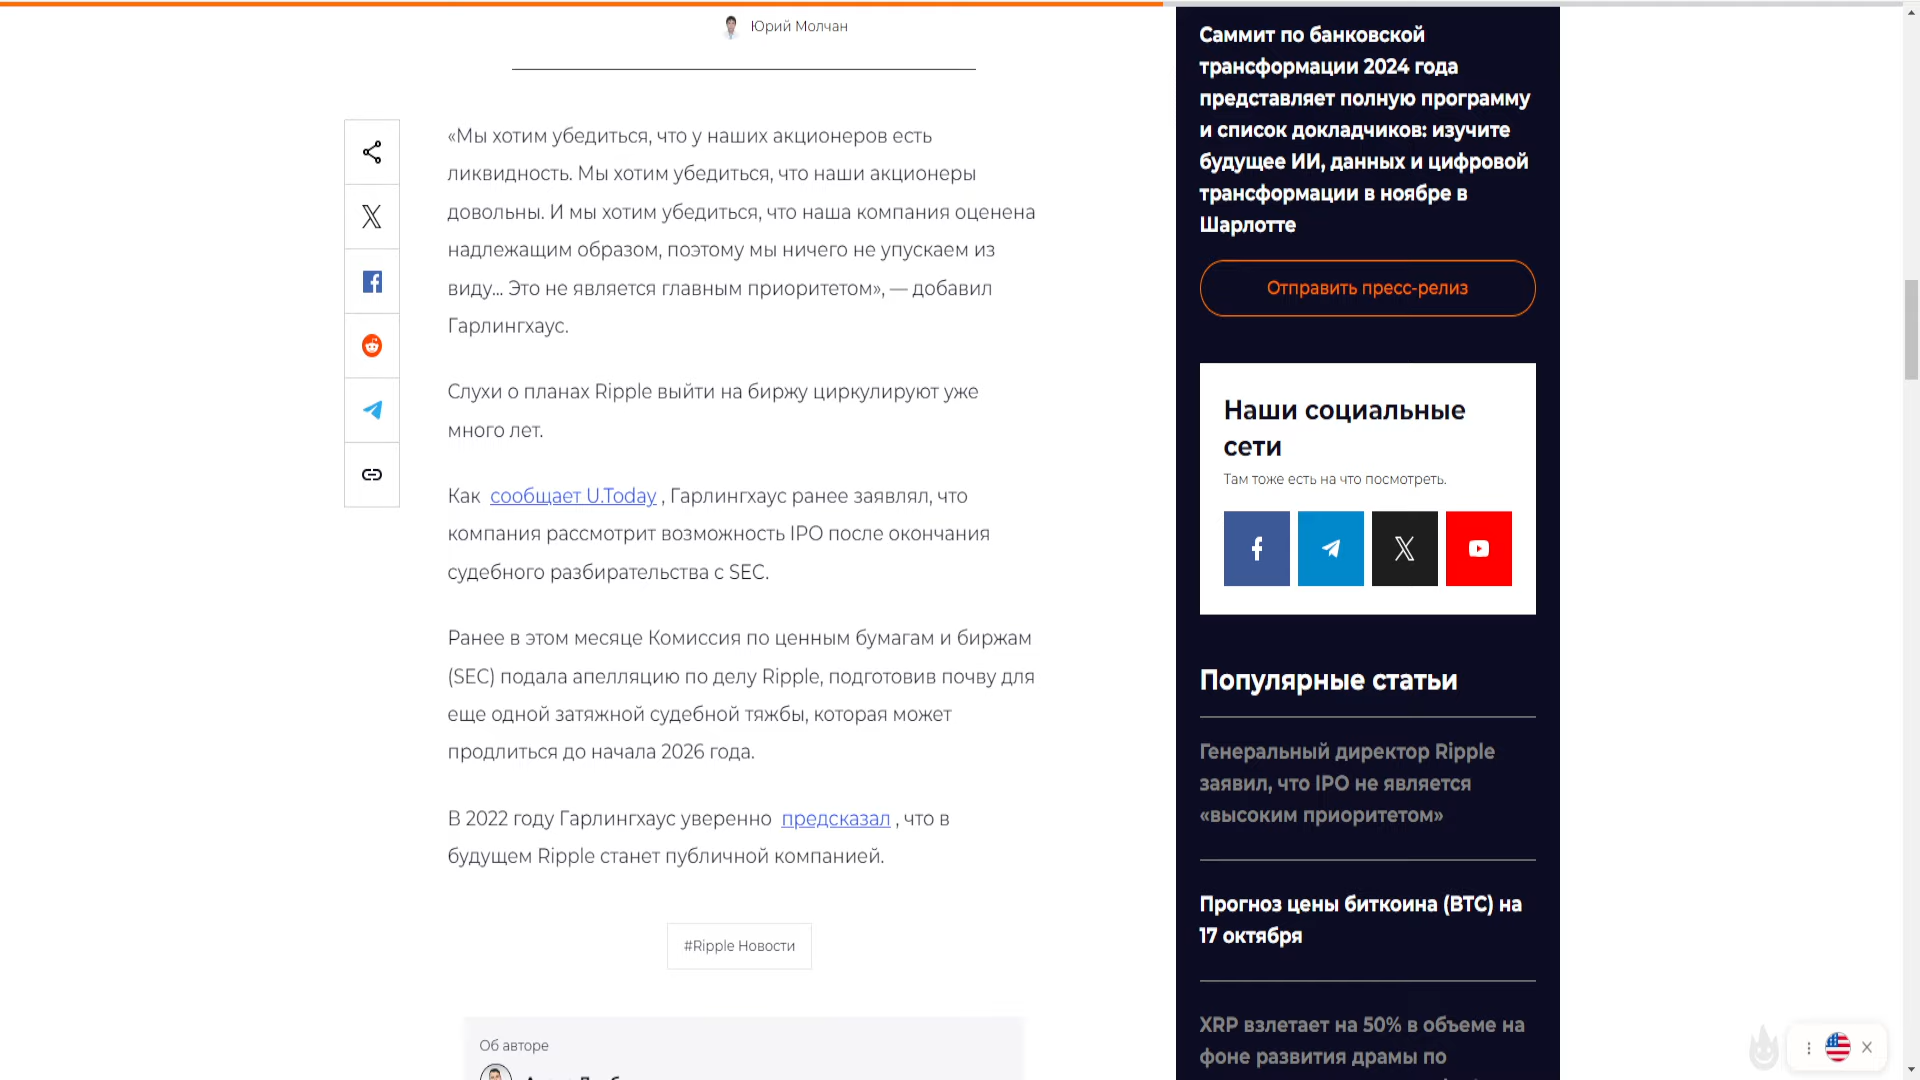 Юрий Молчан
«Мы хотим убедиться, что у наших акционеров есть
ликвидность. Мы хотим убедиться, что наши акционеры
довольны. И мы хотим убедиться, что наша компания оценена
надлежащим образом, поэтому мы ничего не упускаем из
виду... Это не является главным приоритетом», — добавил
Гарлингхаус.
Слухи о планах Ripple выйти на биржу циркулируют уже
много лет.
Как сообщает U.Today , Гарлингхаус ранее заявлял, что
компания рассмотрит возможность IPO после окончания
судебного разбирательства с SEC.
Ранее в этом месяце Комиссия по ценным бумагам и биржам
(SEC) подала апелляцию по делу Ripple, подготовив почву для
еще одной затяжной судебной тяжбы, которая может
продлиться до начала 2026 года.
В 2022 году Гарлингхаус уверенно предсказал , что в
будущем Ripple станет публичной компанией.
#Ripple Новости
Об авторе
Саммит по банковской
трансформации 2024 года
представляет полную программу
и список докладчиков: изучите
будущее ИИ, данных и цифровой
трансформации в ноябре в
Шарлотте
Отправить пресс-релиз
Наши социальные
сети
Там тоже есть на что посмотреть.
Популярные статьи
Генеральный директор Ripple
заявил, что IPO не является
«высоким приоритетом»
Прогноз цены биткоина (BTC) на
17 октября
XRP взлетает на 50% в объеме на
фоне развития драмы по